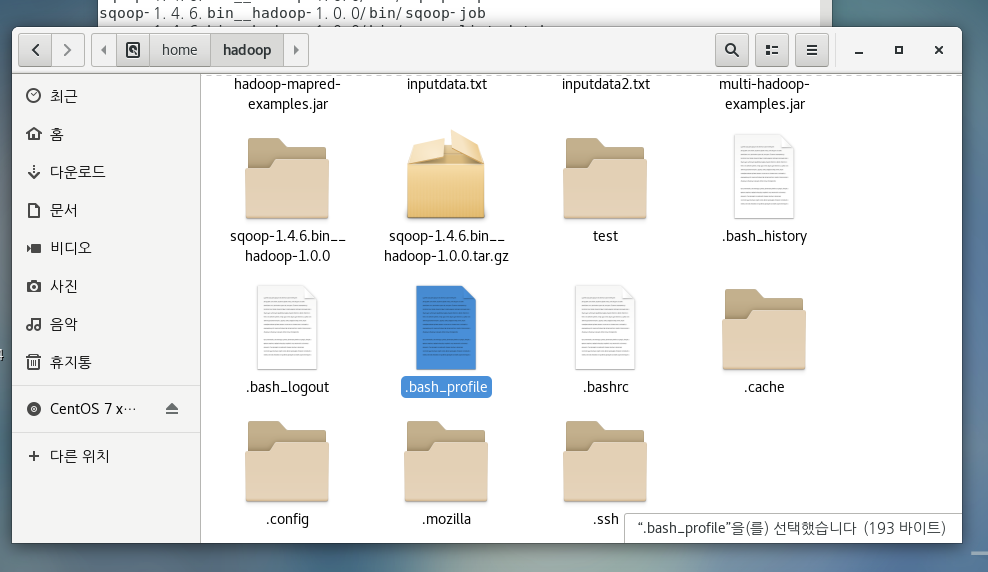 sqoop- 1. 4. 6. bin__hadoop- 1. 0. 0/ bin/ sqoop- job
home
hadoop
최근
홈
다운로드
문서
비디오
사진
음악
휴지통
CentOS 7 x···
다른 위치
hadoop-mapred-
examples.jar
inputdata.txt
inputdata2.txt
multi-hadoop-
examples.jar
sqoop-1.4.6.bin__
hadoop-1.0.0
sqoop-1.4.6.bin__
hadoop-1.0.0.tar.gz
test
.bash_history
.bash_logout
.bash_profile
.bashrc
.cache
.config
.mozilla
.ssh
“.bash_profile”을(를) 선택했습니다 (193 바이트)